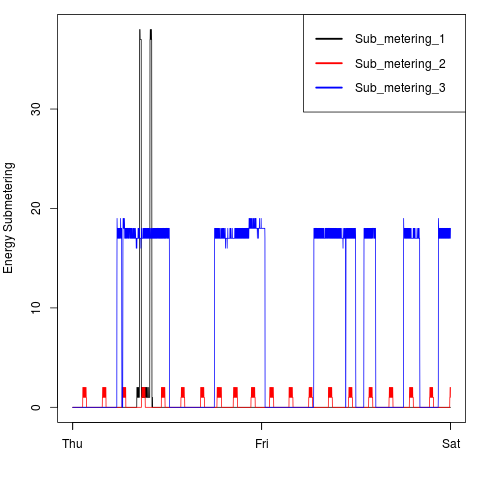 Sub_metering_1
Sub_metering_2
Sub_metering_3
Energy Submetering
30
20
10
0
Thu Fri Sat